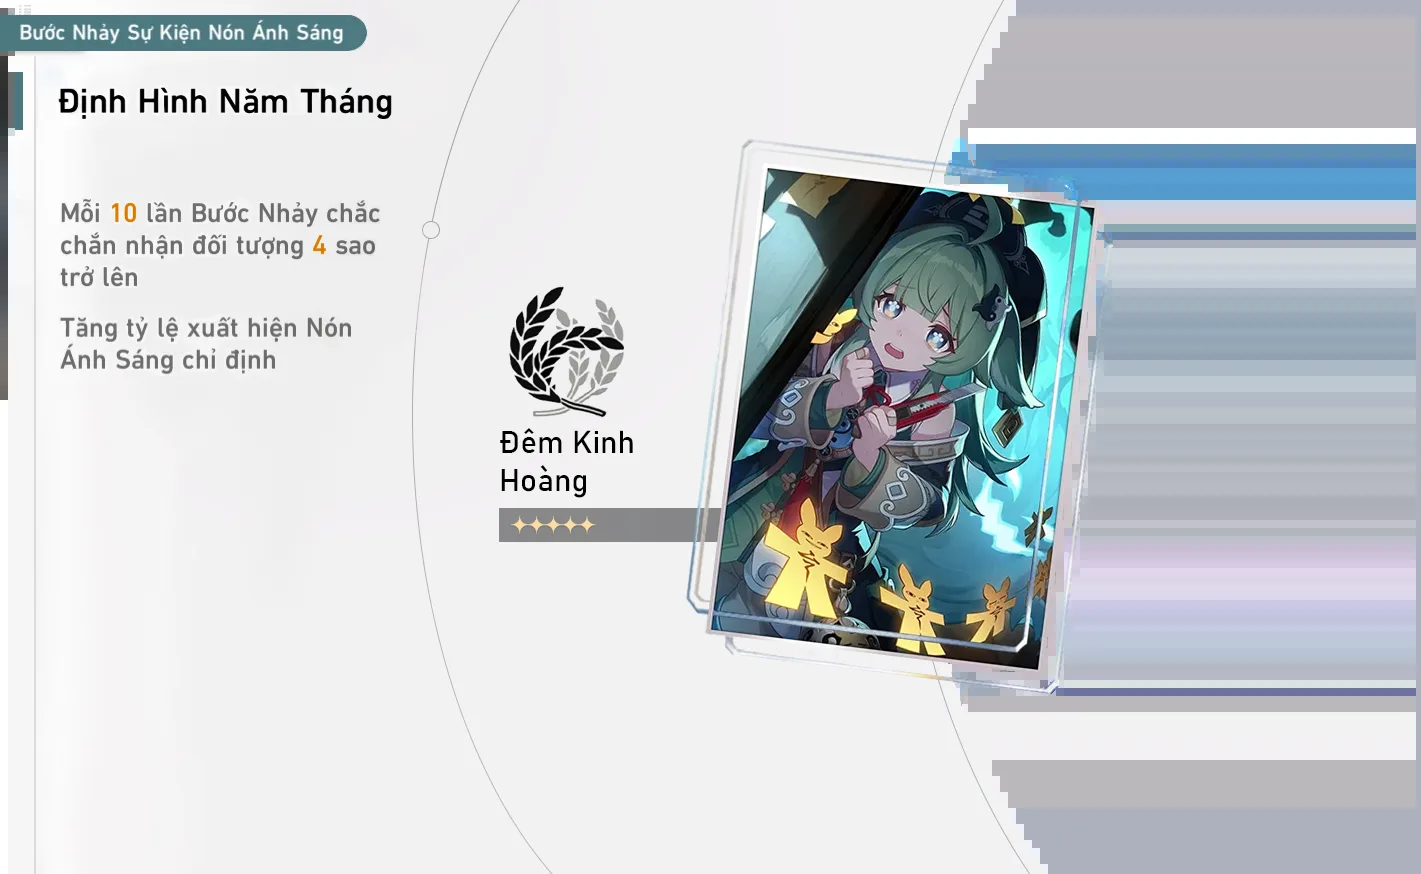 Bước Nhảy Sự Kiện Nón Ánh Sáng
Định Hình Năm Tháng
Mỗi 10 lần Bước Nhảy chắc
chắn nhận đối tượng 4 sao
trở lên
Tăng tỷ lệ xuất hiện Nón
Ánh Sáng chỉ định
Đêm Kinh
Hoàng